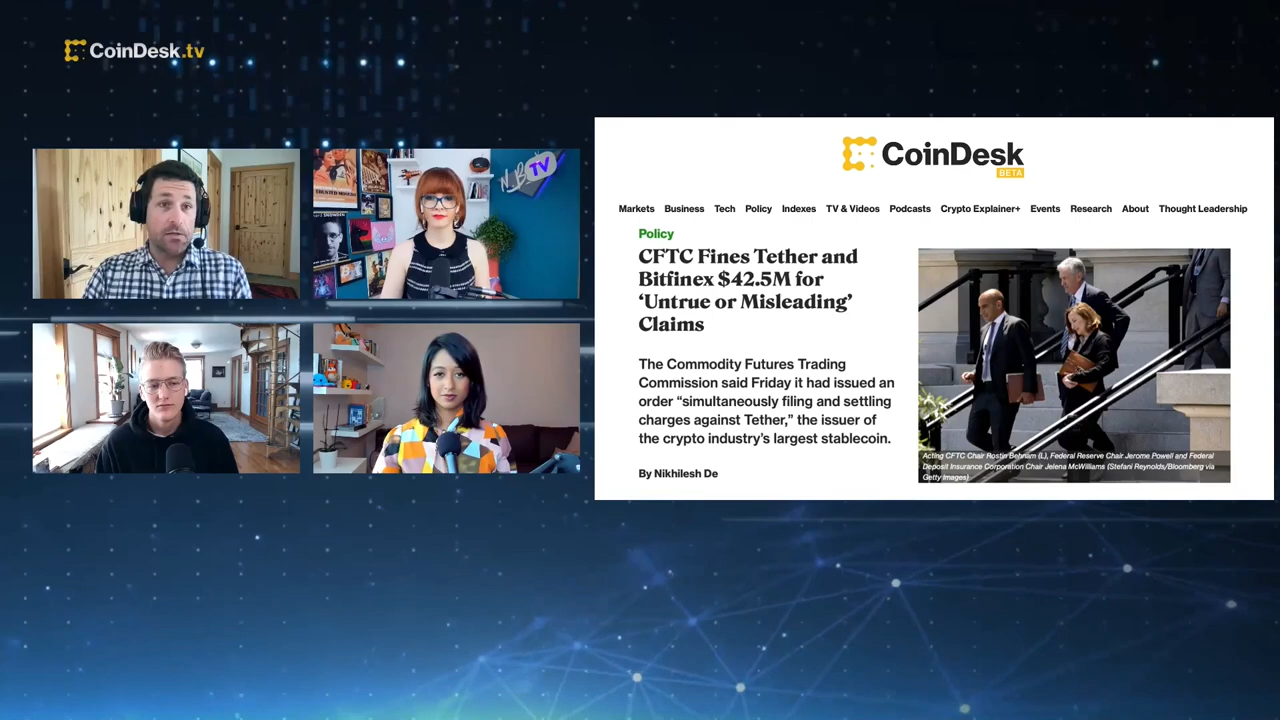 CoinDesk.tv
NBTV
CoinDesk
BETA
Markets Business Tech Policy Indexes TV & Videos Podcasts Crypto Explainer+ Events Research About Thought Leadership
Policy
CFTC Fines Tether and
Bitfinex $42.5M for
‘Untrue or Misleading’
Claims
The Commodity Futures Trading
Commission said Friday it had issued an
order “simultaneously filing and settling
charges against Tether,” the issuer of
the crypto industry’s largest stablecoin.
By Nikhilesh De
Acting CFTC Chair Rostin Behnam (L), Federal Reserve Chair Jerome Powell and Federal
Deposit Insurance Corporation Chair Jelena McWilliams (Stefani Reynolds/Bloomberg via
Getty Images)